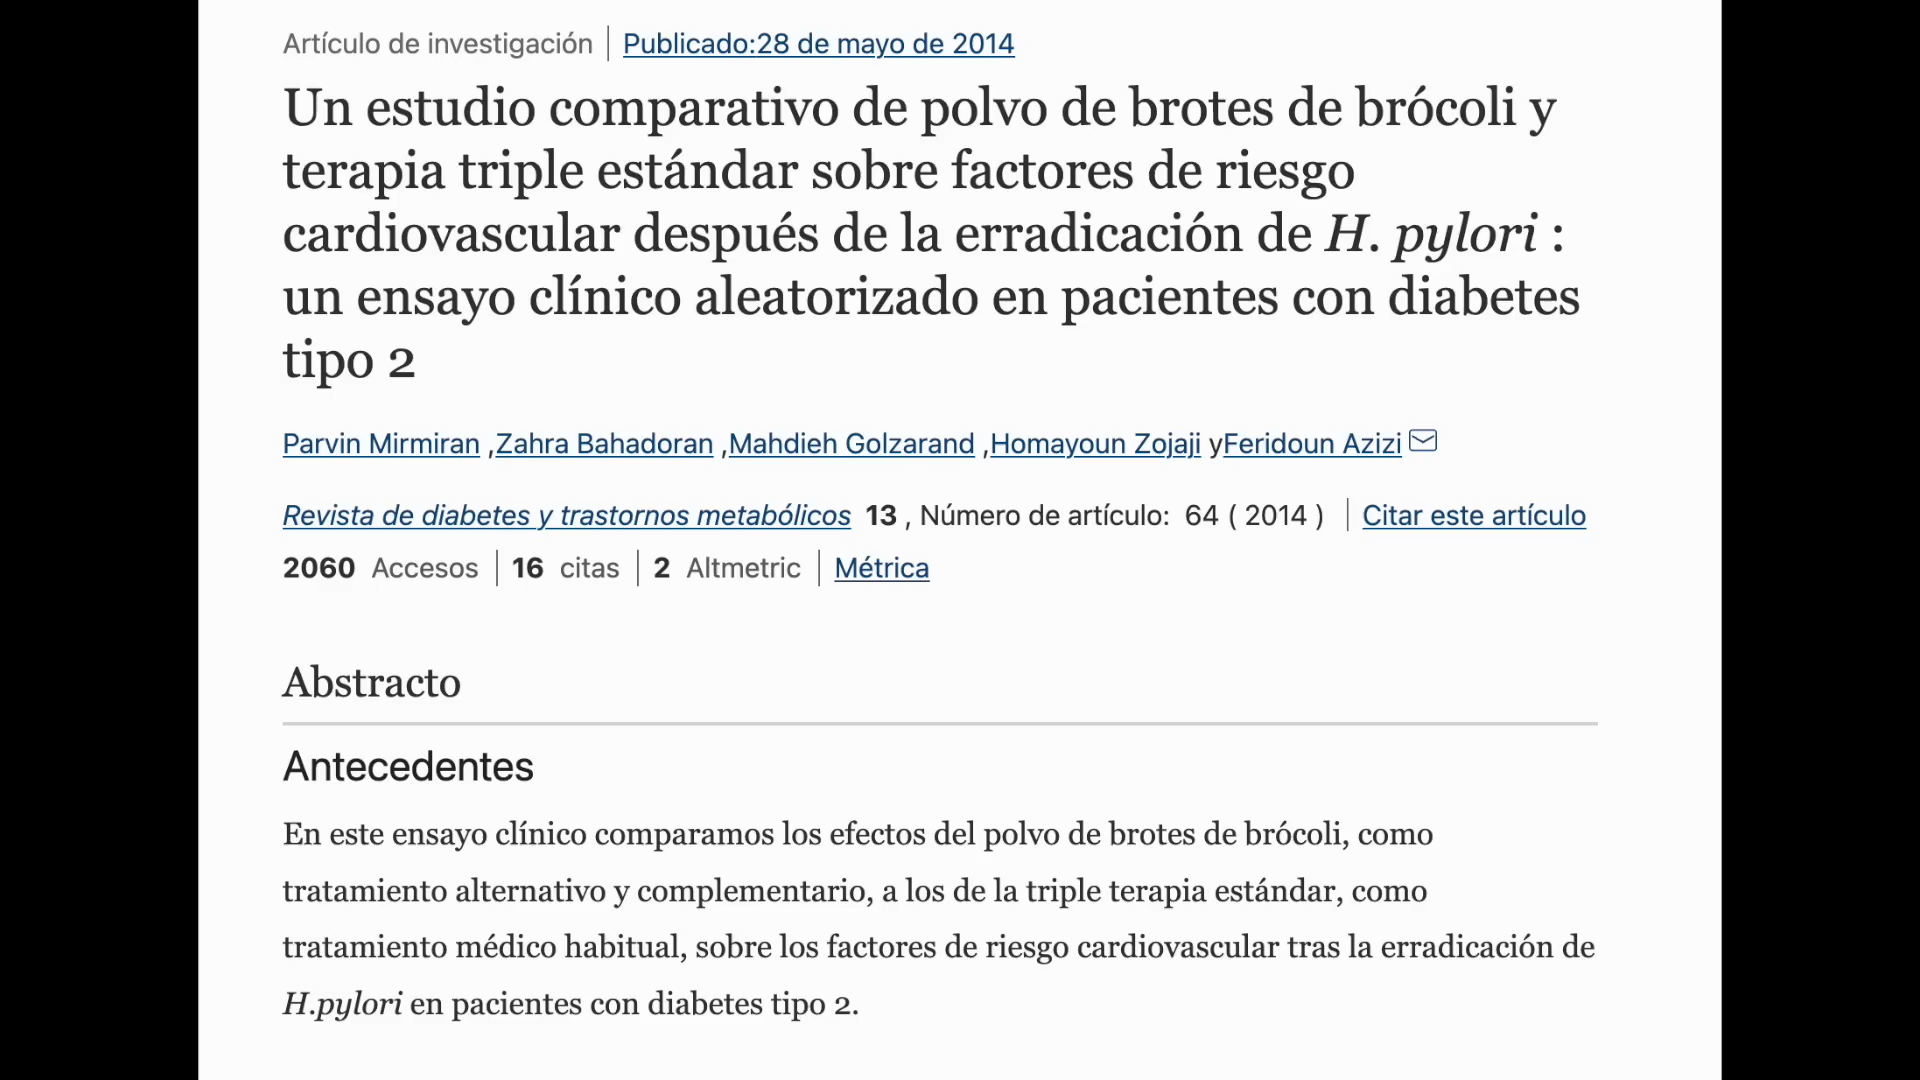 Artículo de investigación | Publicado:28 de mayo de 2014
Un estudio comparativo de polvo de brotes de brócoli y
terapia triple estándar sobre factores de riesgo
cardiovascular después de la erradicación de H. pylori :
un ensayo clínico aleatorizado en pacientes con diabetes
tipo 2
Parvin Mirmiran ,Zahra Bahadoran ,Mahdieh Golzarand ,Homayoun Zojaji yFeridoun Azizi
Revista de diabetes y trastornos metabólicos 13 , Número de artículo: 64 ( 2014 ) | Citar este artículo
2060 Accesos | 16 citas | 2 Altmetric | Métrica
Abstracto
Antecedentes
En este ensayo clínico comparamos los efectos del polvo de brotes de brócoli, como
tratamiento alternativo y complementario, a los de la triple terapia estándar, como
tratamiento médico habitual, sobre los factores de riesgo cardiovascular tras la erradicación de
H.pylori en pacientes con diabetes tipo 2.